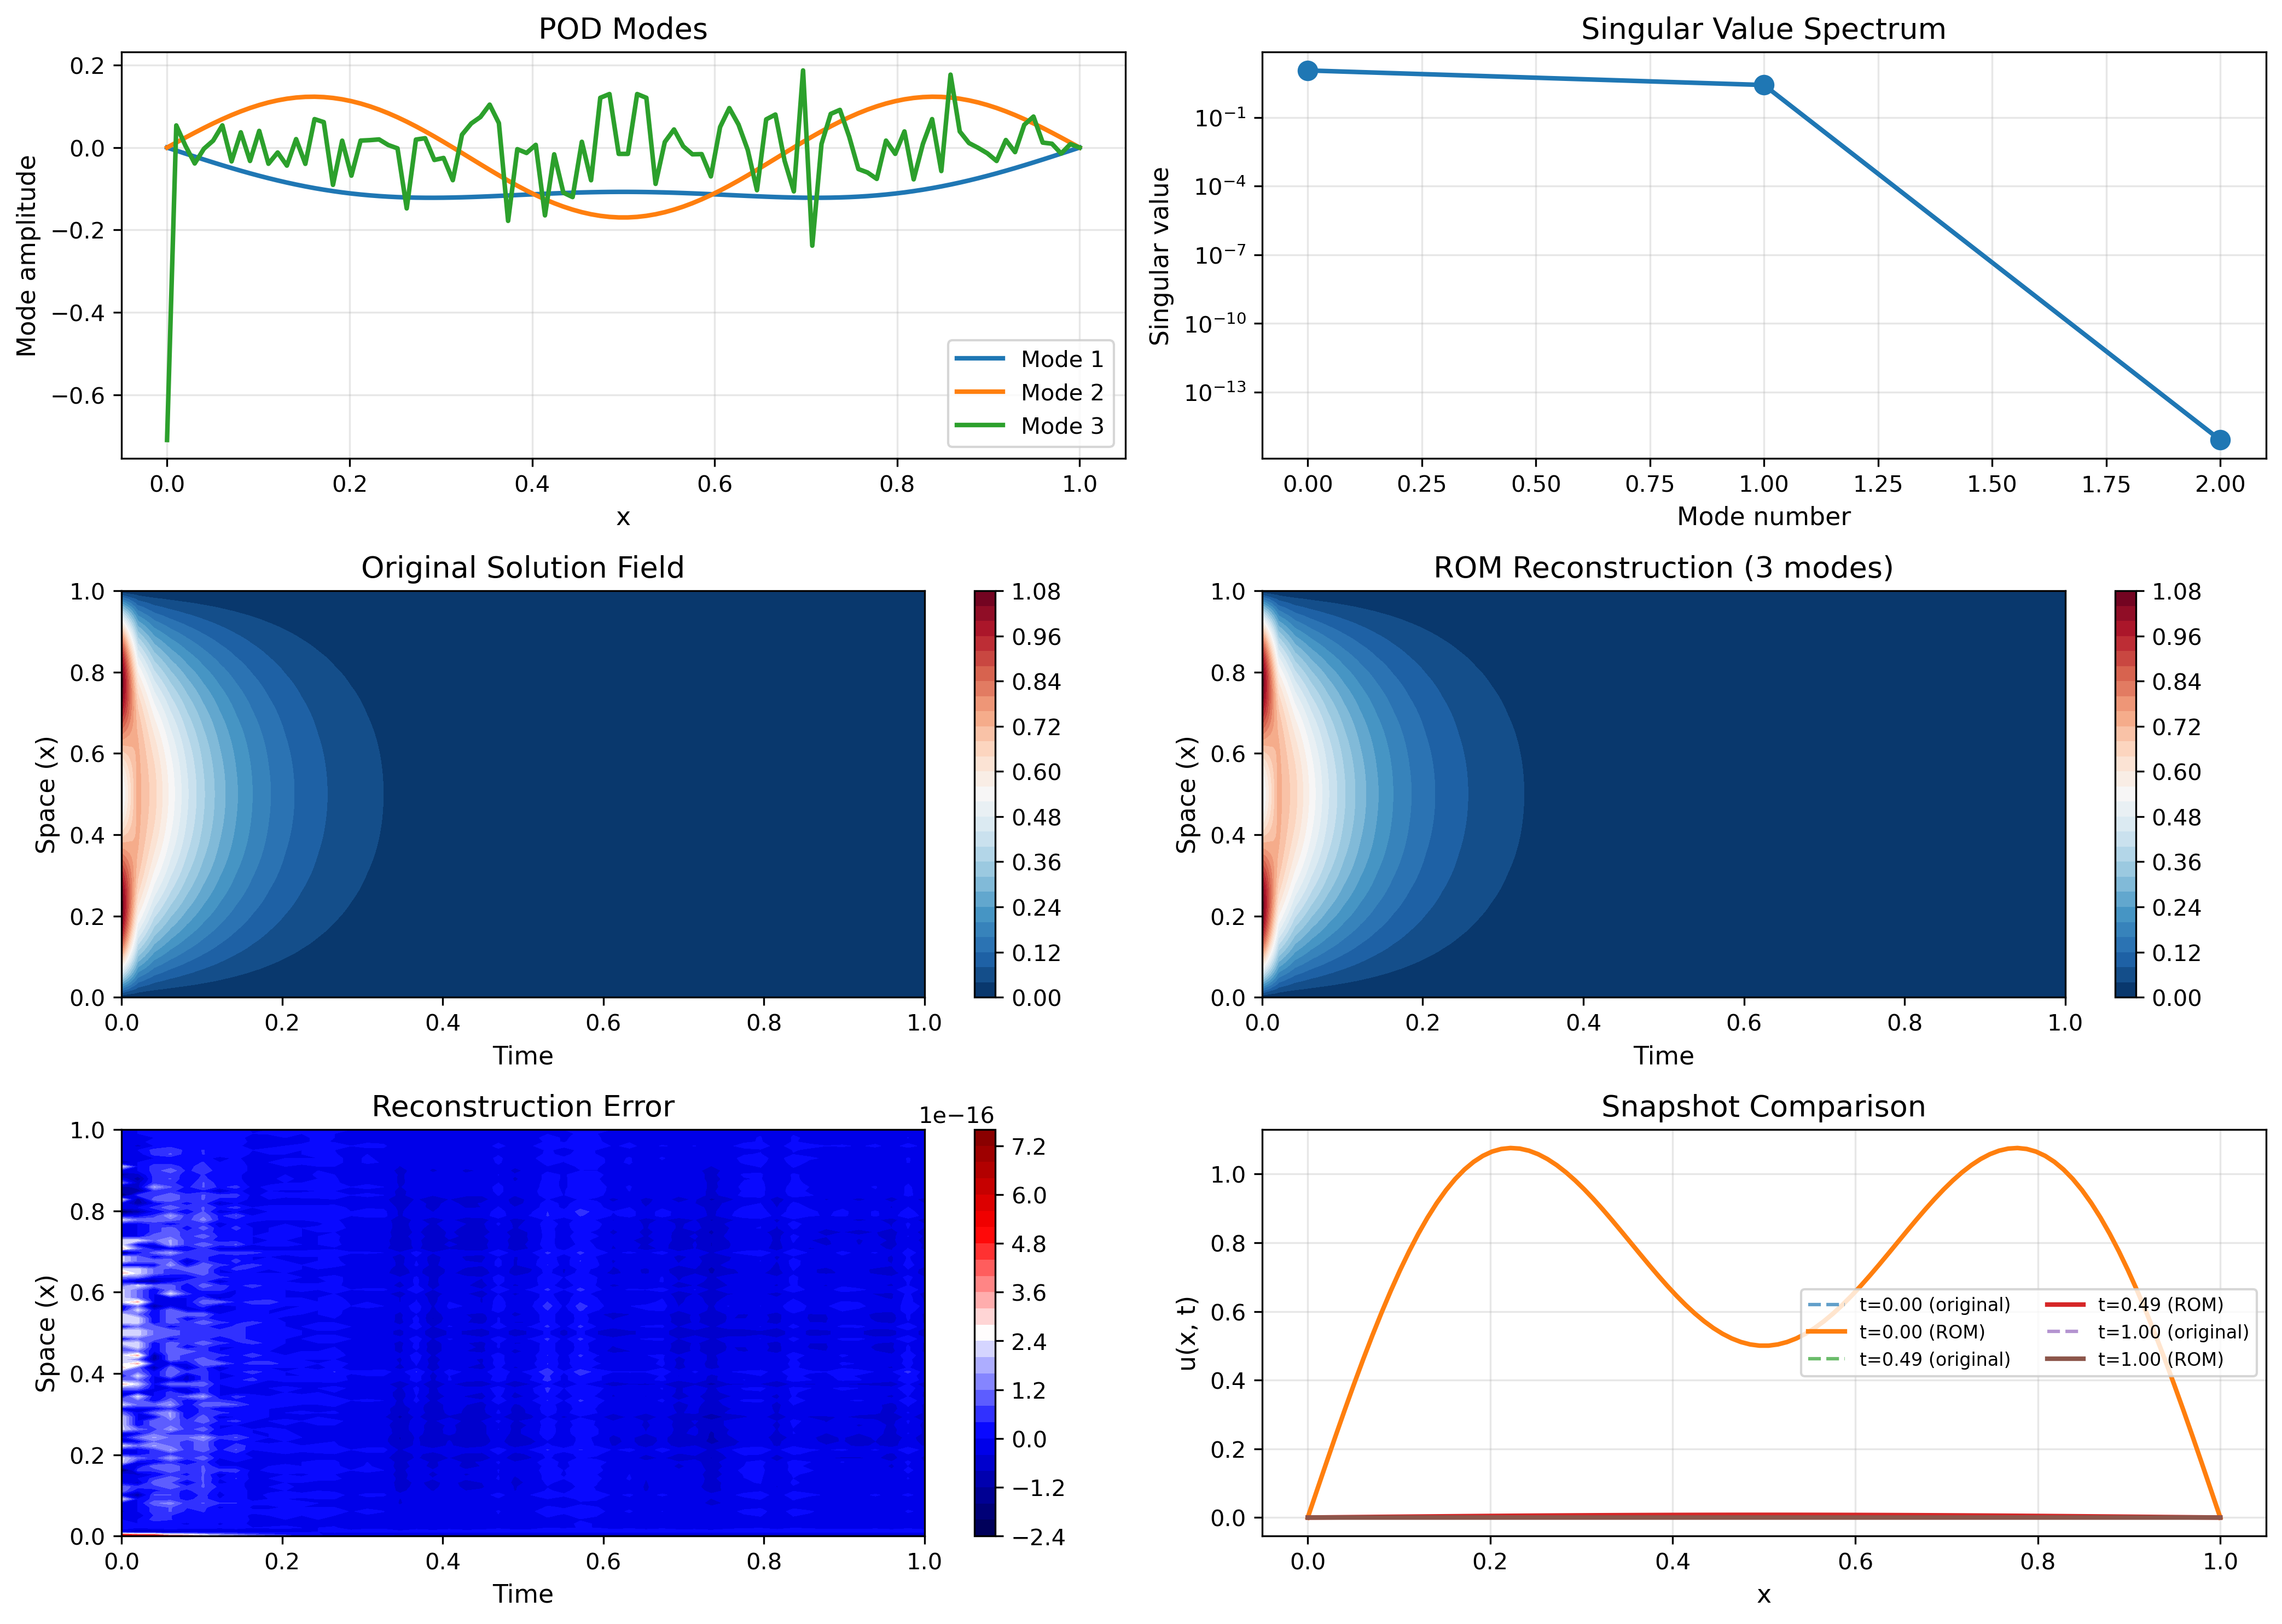 POD Modes
Mode amplitude
0.2
0.0
−0.2
−0.4
−0.6
Mode 1
Mode 2
Mode 3
0.0 0.2 0.4 0.6 0.8 1.0
x
Singular Value Spectrum
Singular value
10⁻¹
10⁻⁴
10⁻⁷
10⁻¹⁰
10⁻¹³
0.00 0.25 0.50 0.75 1.00 1.25 1.50 1.75 2.00
Mode number
Original Solution Field
Space (x)
1.0
0.8
0.6
0.4
0.2
0.0
0.0 0.2 0.4 0.6 0.8 1.0
Time
1.08
0.96
0.84
0.72
0.60
0.48
0.36
0.24
0.12
0.00
ROM Reconstruction (3 modes)
Space (x)
1.0
0.8
0.6
0.4
0.2
0.0
0.0 0.2 0.4 0.6 0.8 1.0
Time
1.08
0.96
0.84
0.72
0.60
0.48
0.36
0.24
0.12
0.00
Reconstruction Error
Space (x)
1.0
0.8
0.6
0.4
0.2
0.0
0.0 0.2 0.4 0.6 0.8 1.0
Time
1e−16
7.2
6.0
4.8
3.6
2.4
1.2
0.0
−1.2
−2.4
Snapshot Comparison
u(x, t)
1.0
0.8
0.6
0.4
0.2
0.0
t=0.00 (original)
t=0.00 (ROM)
t=0.49 (original)
t=0.49 (ROM)
t=1.00 (original)
t=1.00 (ROM)
0.0 0.2 0.4 0.6 0.8 1.0
x